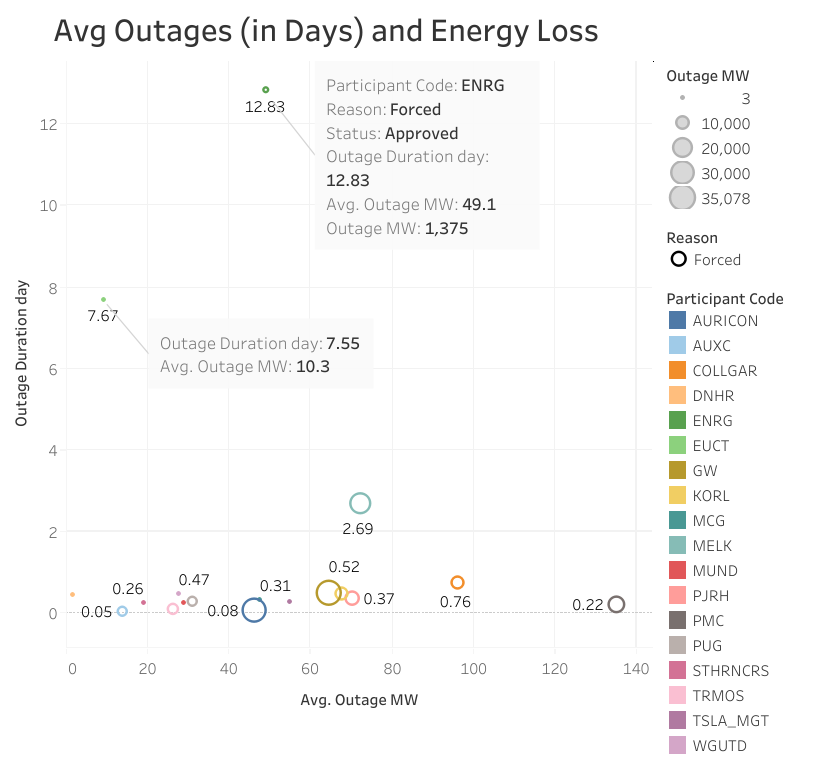 Avg Outages (in Days) and Energy Loss
Outage Duration day
12
10
8
6
4
2
0
12.83
Participant Code: ENRG
Reason: Forced
Status: Approved
Outage Duration day:
12.83
Avg. Outage MW: 49.1
Outage MW: 1,375
7.67
Outage Duration day: 7.55
Avg. Outage MW: 10.3
2.69
0.52
0.47
0.31
0.26
0.37
0.76
0.22
0.05
0.08
0
20
40
60
80
100
120
140
Avg. Outage MW
Outage MW
3
10,000
20,000
30,000
35,078
Reason
Forced
Participant Code
AURICON
AUXC
COLLGAR
DNHR
ENRG
EUCT
GW
KORL
MCG
MELK
MUND
PJRH
PMC
PUG
STHRNCRS
TRMOS
TSLA_MGT
WGUTD